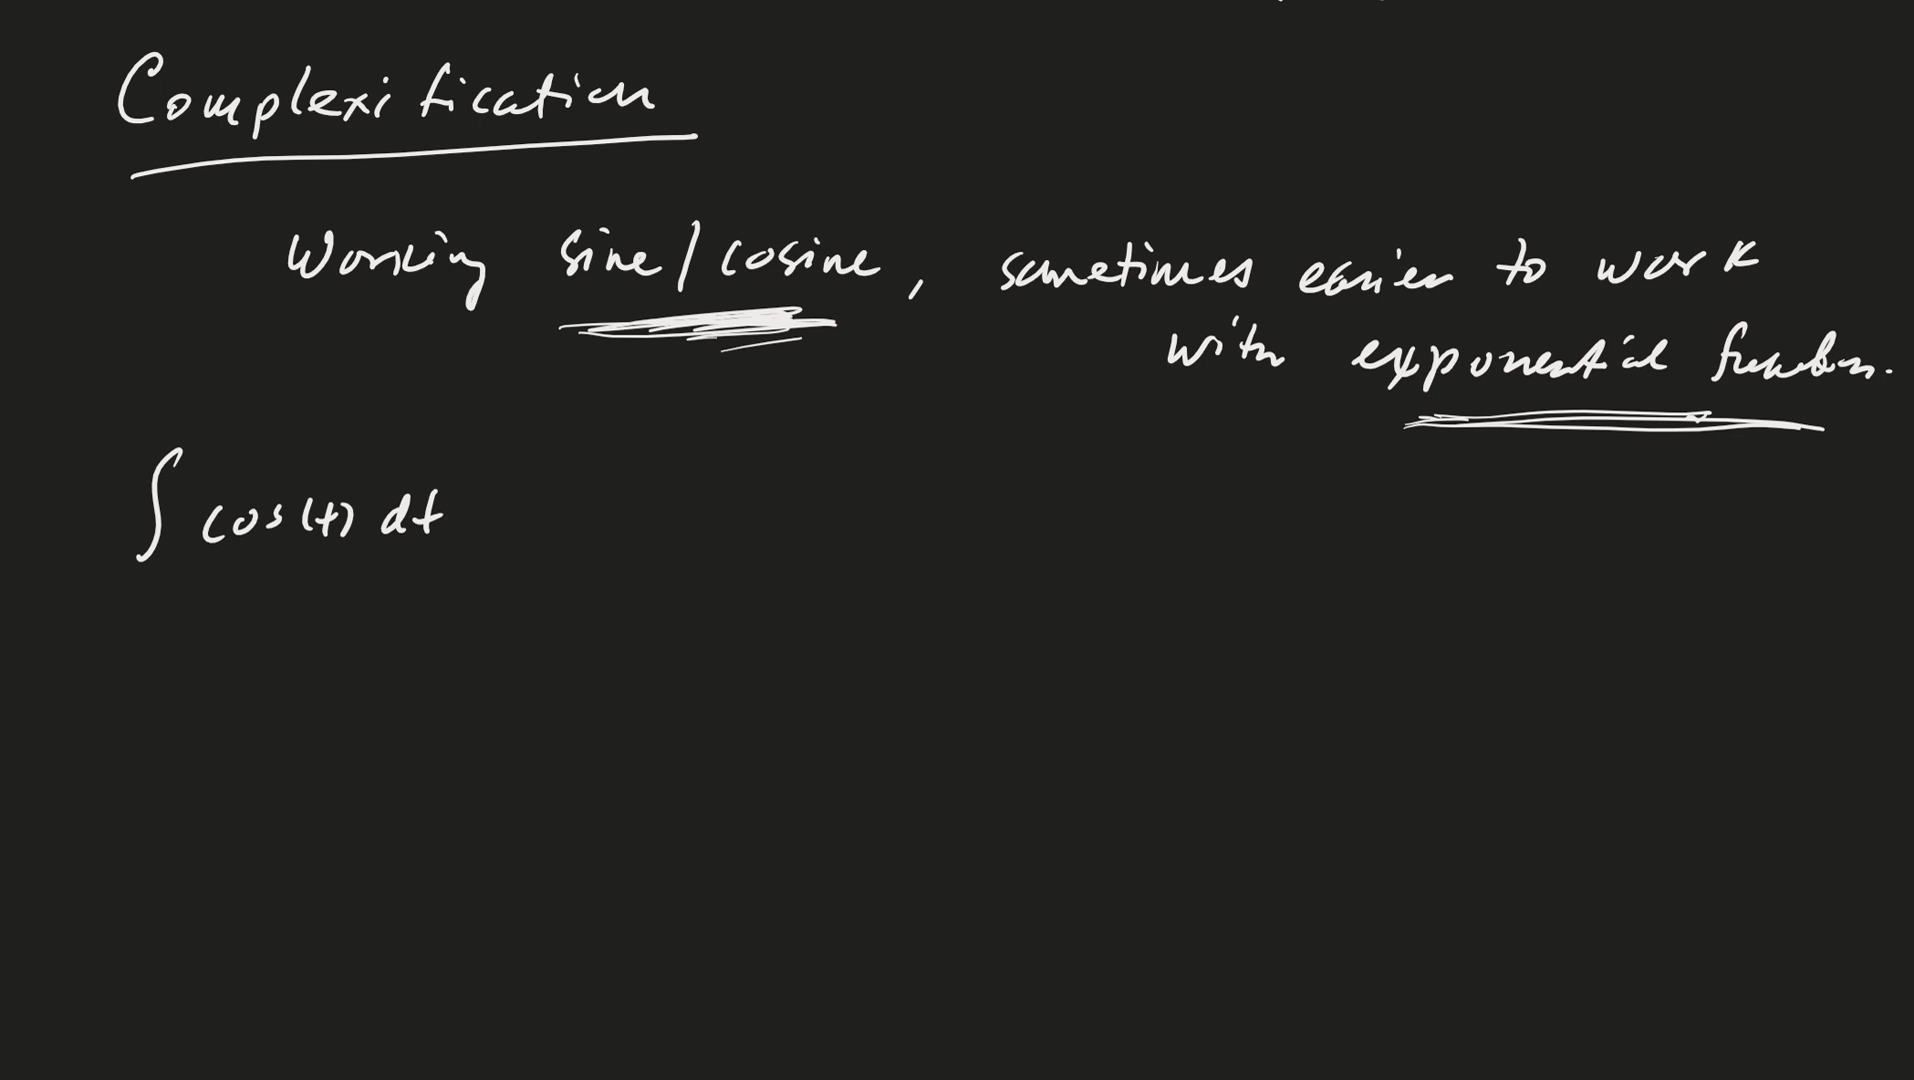 Complexification
Working sine/cosine, sometimes easier to work
with exponential function.
∫ cos(t) dt